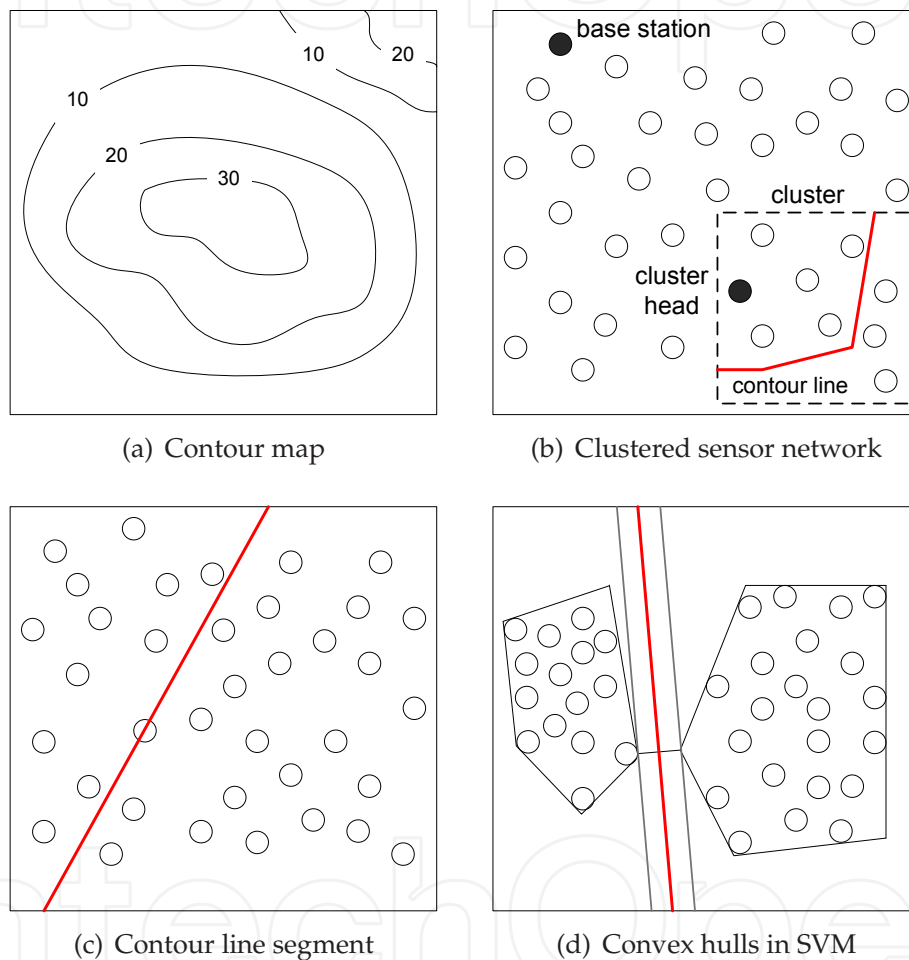 10
20
10
20
30
(a) Contour map
base station
cluster
cluster
head
contour line
(b) Clustered sensor network
(c) Contour line segment
(d) Convex hulls in SVM